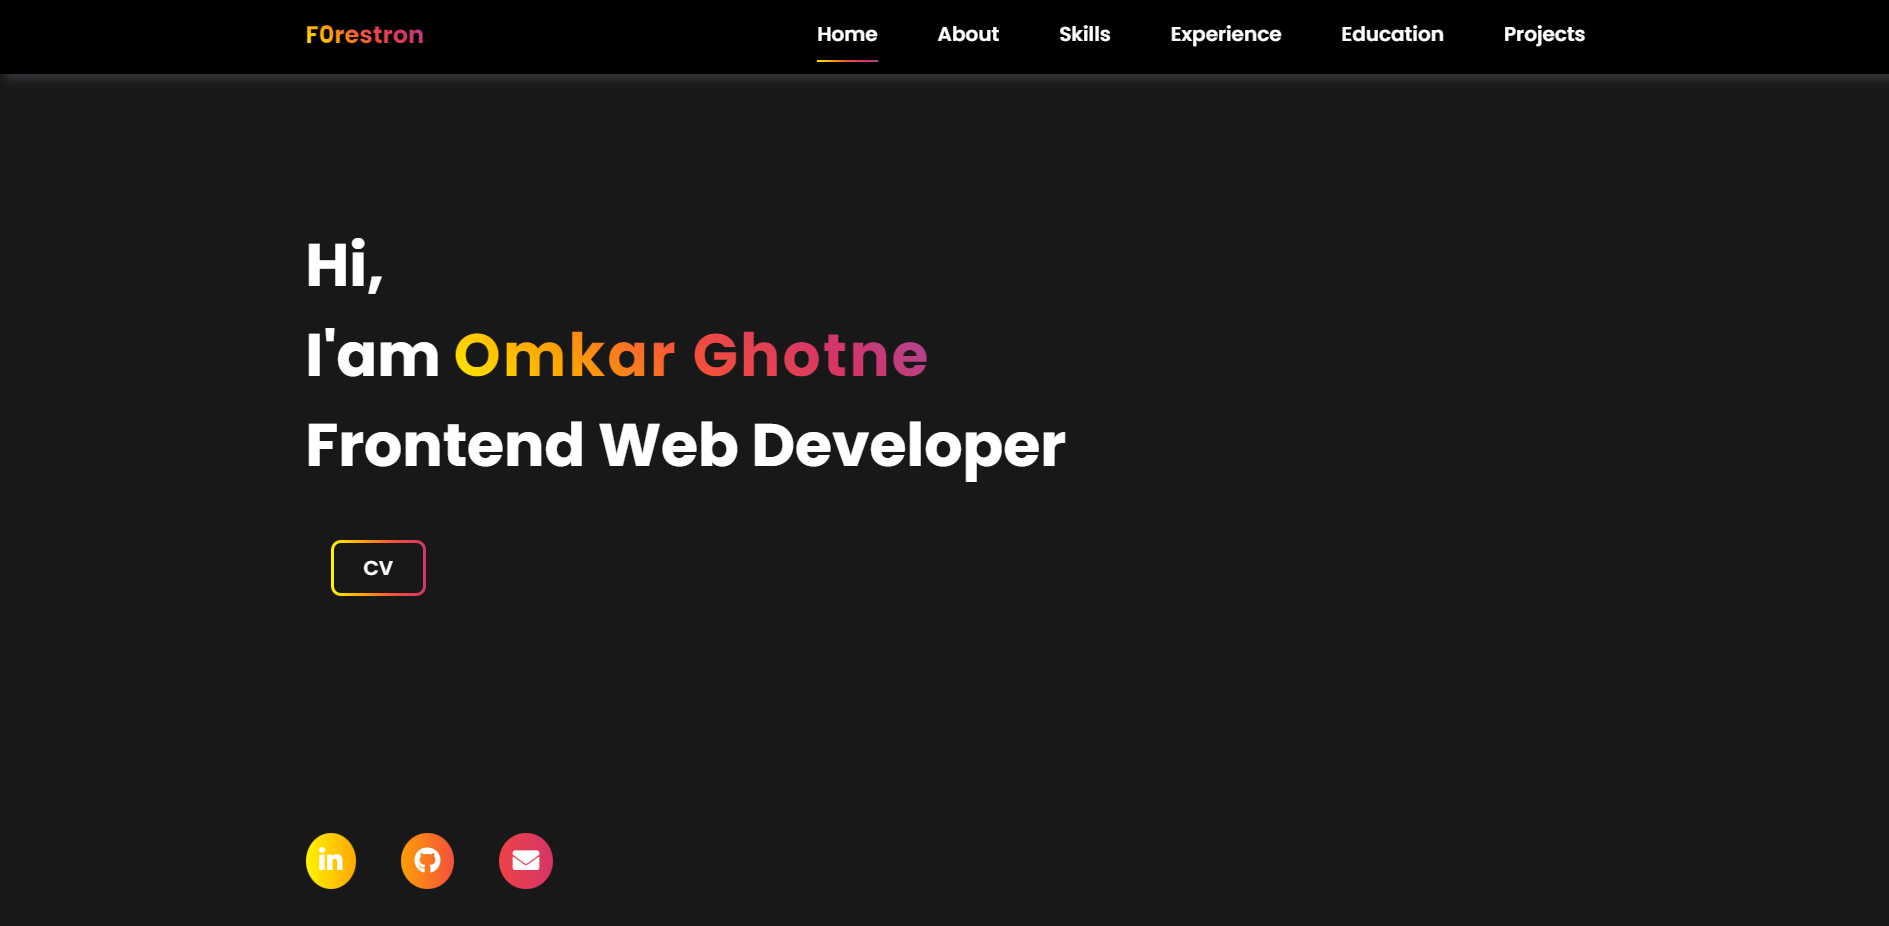 F0restron
Home About Skills Experience Education Projects
Hi,
I'am Omkar Ghotne
Frontend Web Developer
CV
in